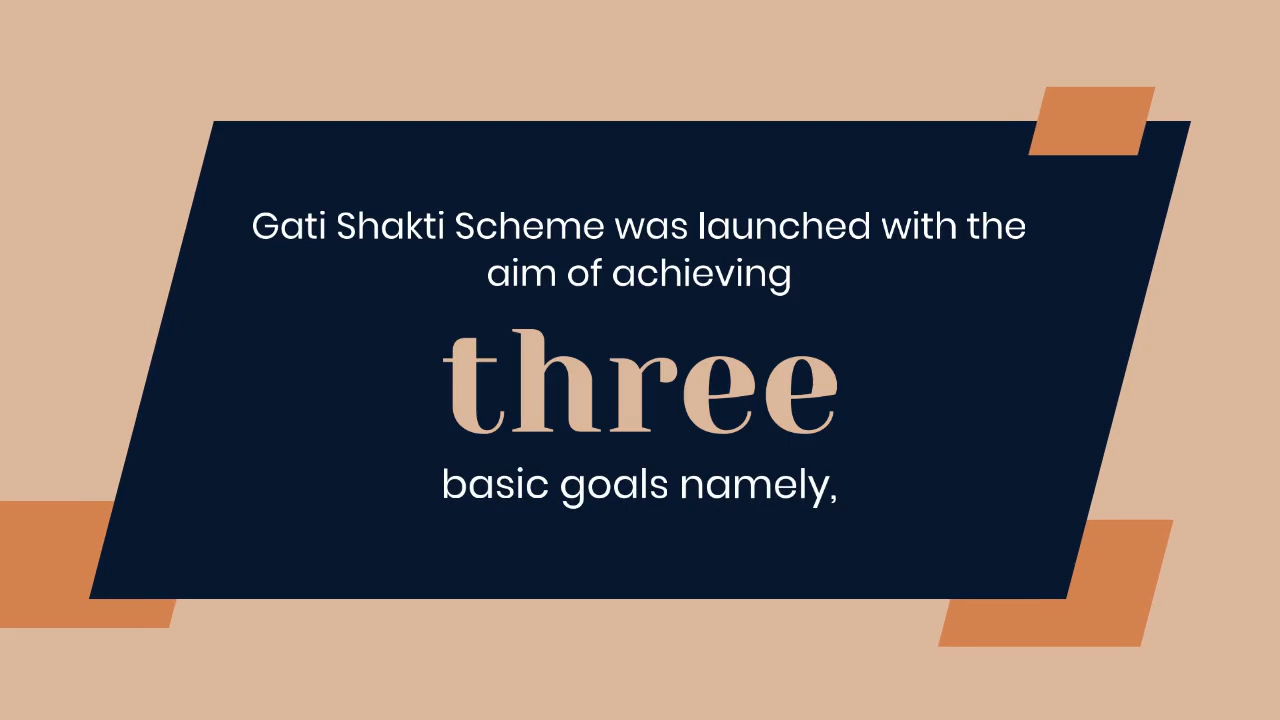 Gati Shakti Scheme was launched with the
aim of achieving
three
basic goals namely,